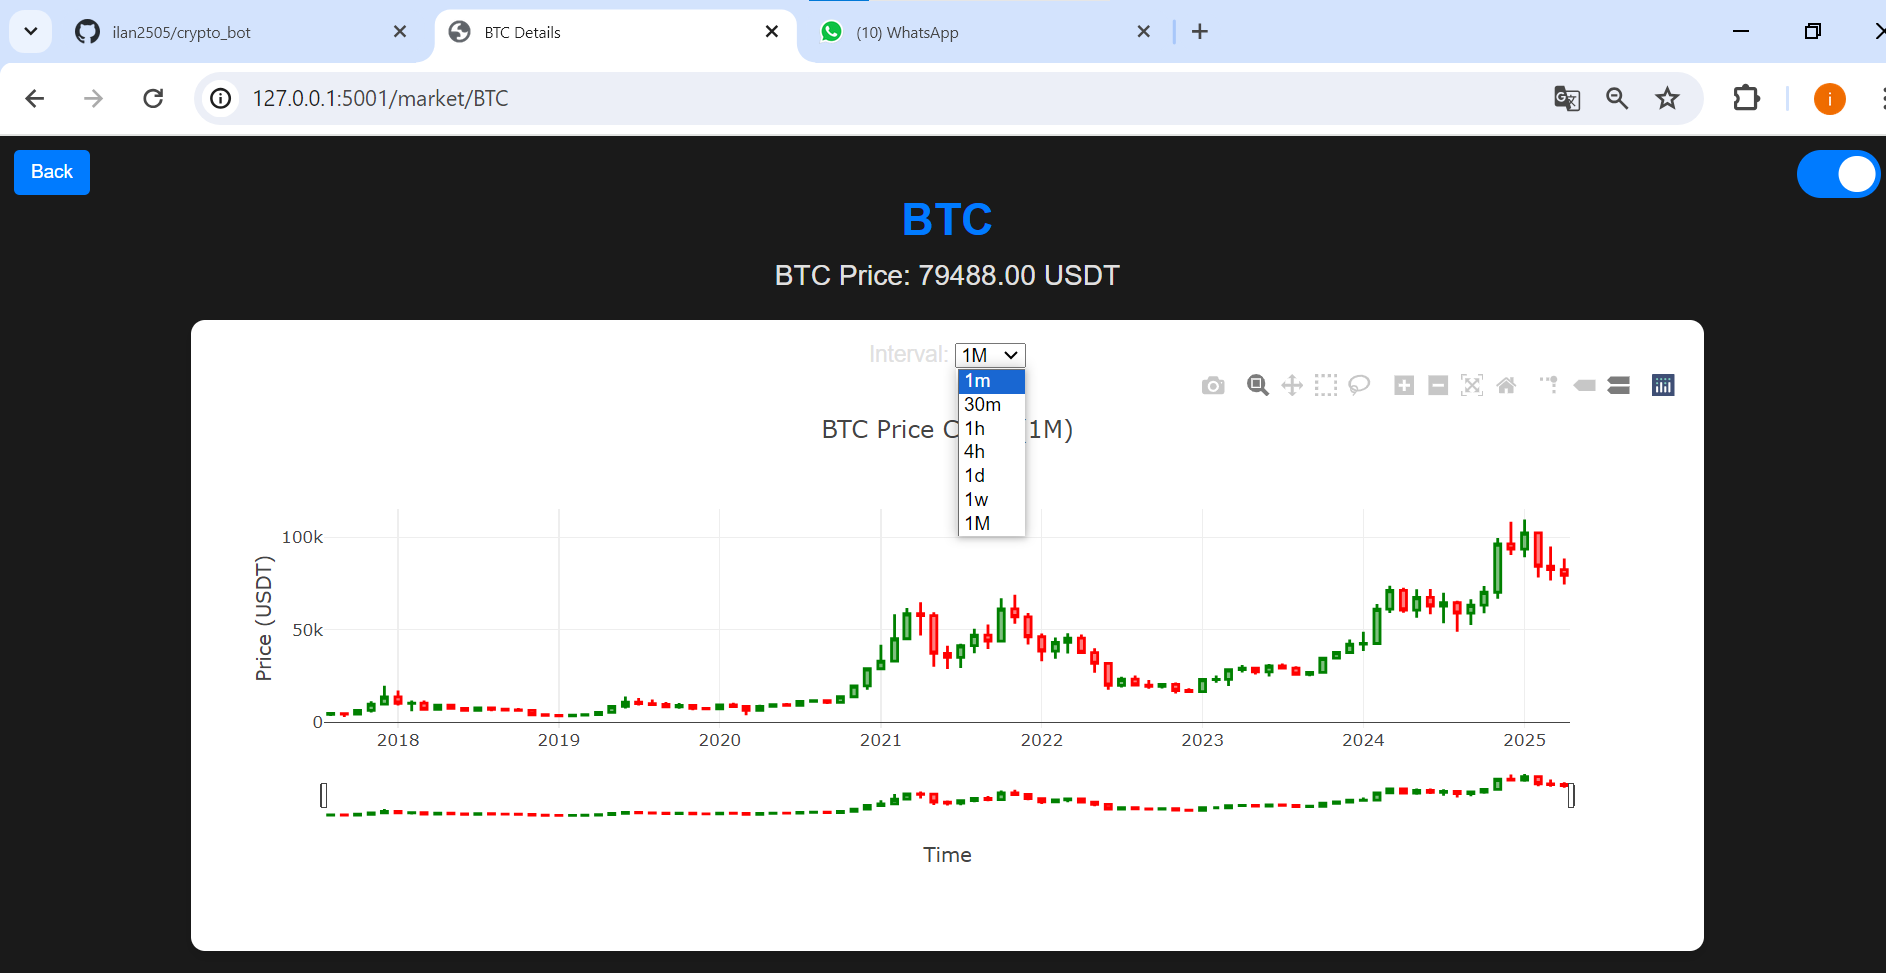 ilan2505/crypto_bot
BTC Details
(10) WhatsApp
127.0.0.1:5001/market/BTC
i
Back
BTC
BTC Price: 79488.00 USDT
Interval: 1M
1m
30m
1h
4h
1d
1w
1M
BTC Price C (1M)
100k
50k
0
Price (USDT)
2018 2019 2020 2021 2022 2023 2024 2025
Time